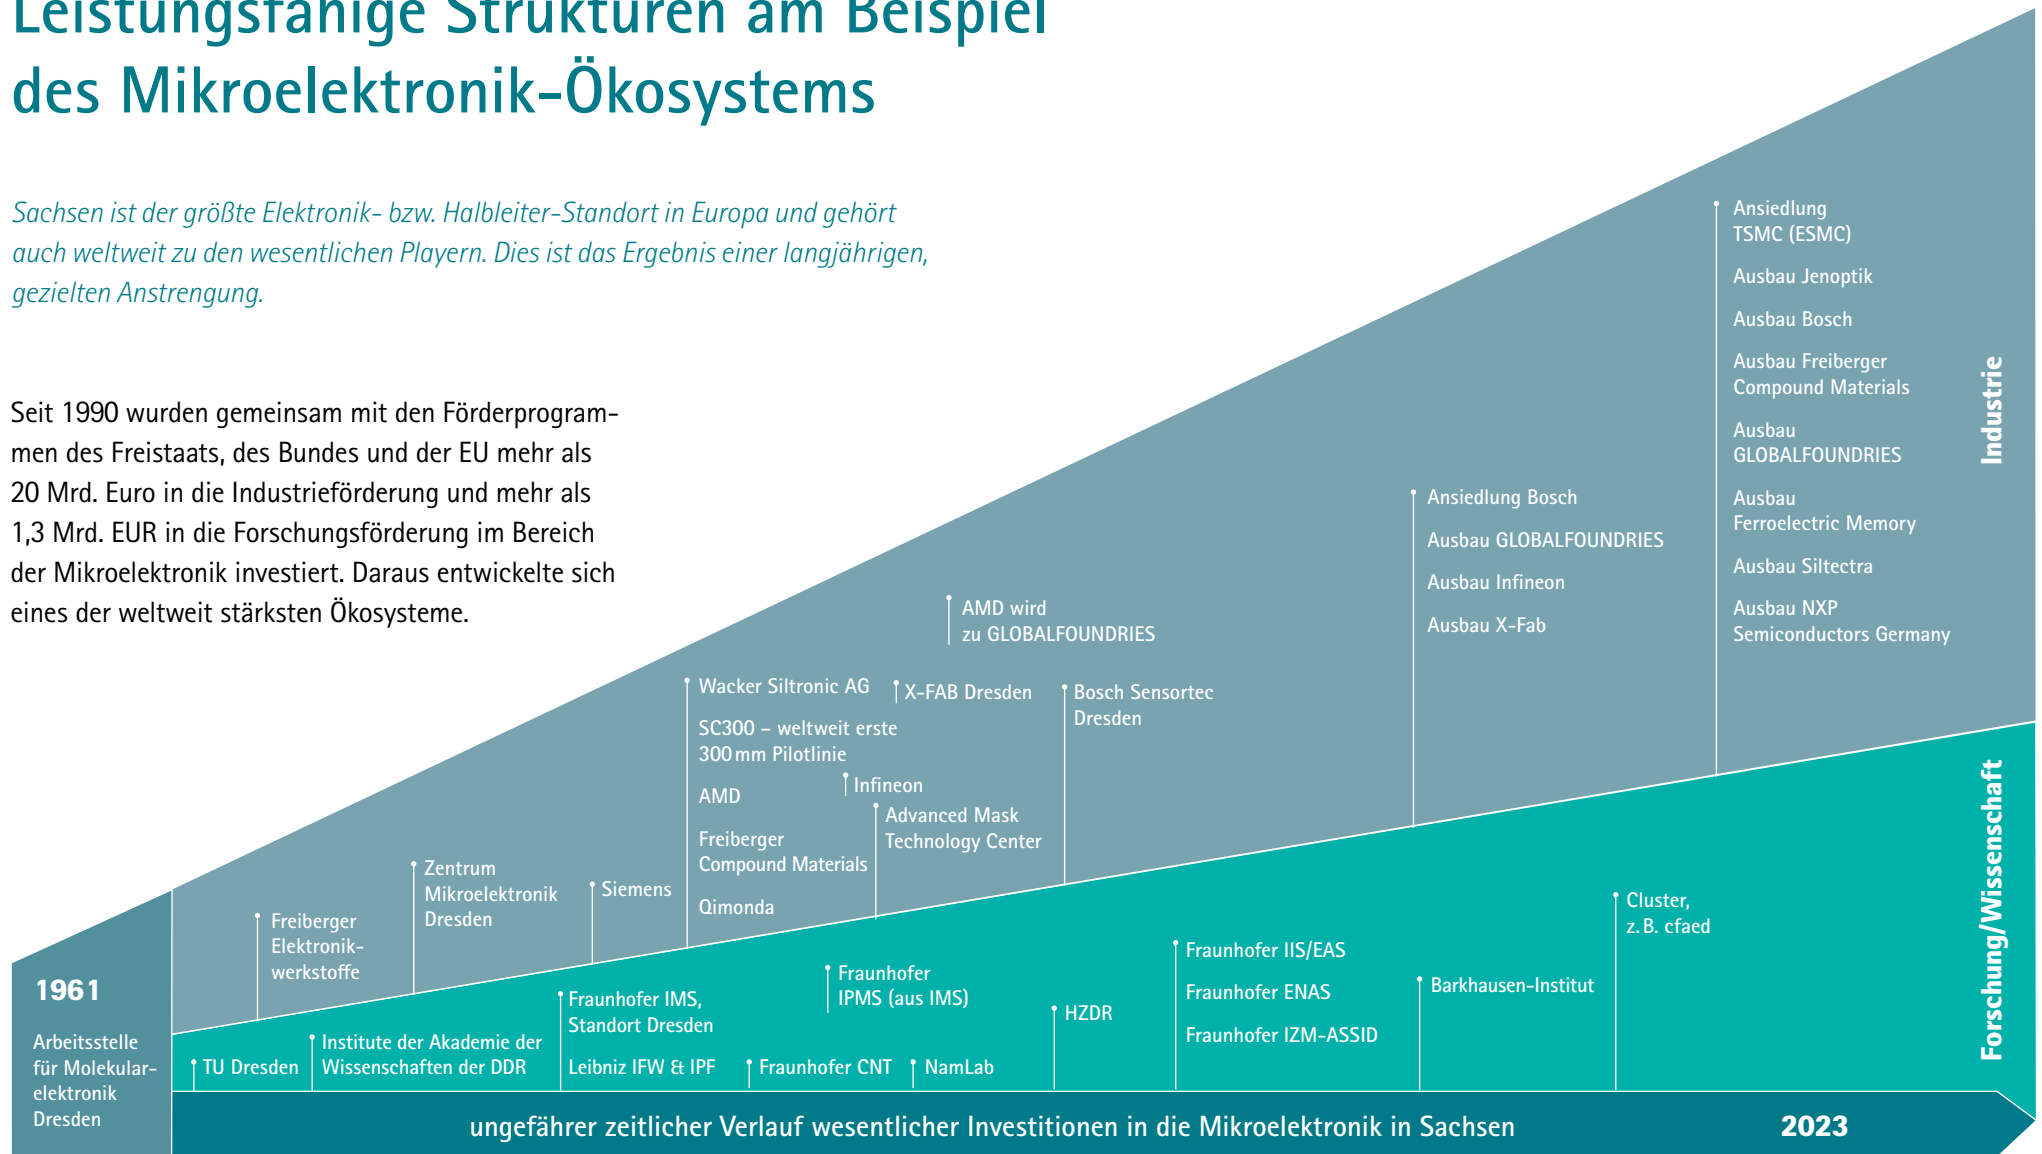 Leistungsfähige Strukturen am Beispiel
des Mikroelektronik-Ökosystems
Sachsen ist der größte Elektronik- bzw. Halbleiter-Standort in Europa und gehört
auch weltweit zu den wesentlichen Playern. Dies ist das Ergebnis einer langjährigen,
gezielten Anstrengung.
Seit 1990 wurden gemeinsam mit den Förderprogram-
men des Freistaats, des Bundes und der EU mehr als
20 Mrd. Euro in die Industrieförderung und mehr als
1,3 Mrd. EUR in die Forschungsförderung im Bereich
der Mikroelektronik investiert. Daraus entwickelte sich
eines der weltweit stärksten Ökosysteme.
1961
Arbeitsstelle
für Molekular-
elektronik
Dresden
Freiberger
Elektronik-
werkstoffe
Zentrum
Mikroelektronik
Dresden
Siemens
Wacker Siltronic AG
SC300 – weltweit erste
300 mm Pilotlinie
AMD
Freiberger
Compound Materials
Qimonda
Infineon
Advanced Mask
Technology Center
X-FAB Dresden
AMD wird
zu GLOBALFOUNDRIES
Bosch Sensortec
Dresden
Ansiedlung Bosch
Ausbau GLOBALFOUNDRIES
Ausbau Infineon
Ausbau X-Fab
Ansiedlung
TSMC (ESMC)
Ausbau Jenoptik
Ausbau Bosch
Ausbau Freiberger
Compound Materials
Ausbau
GLOBALFOUNDRIES
Ausbau
Ferroelectric Memory
Ausbau Siltectra
Ausbau NXP
Semiconductors Germany
Industrie
TU Dresden
Institute der Akademie der
Wissenschaften der DDR
Fraunhofer IMS,
Standort Dresden
Leibniz IFW & IPF
Fraunhofer CNT
Fraunhofer
IPMS (aus IMS)
NamLab
HZDR
Fraunhofer IIS/EAS
Fraunhofer ENAS
Fraunhofer IZM-ASSID
Barkhausen-Institut
Cluster,
z. B. cfaed
Forschung/Wissenschaft
ungefährer zeitlicher Verlauf wesentlicher Investitionen in die Mikroelektronik in Sachsen
2023